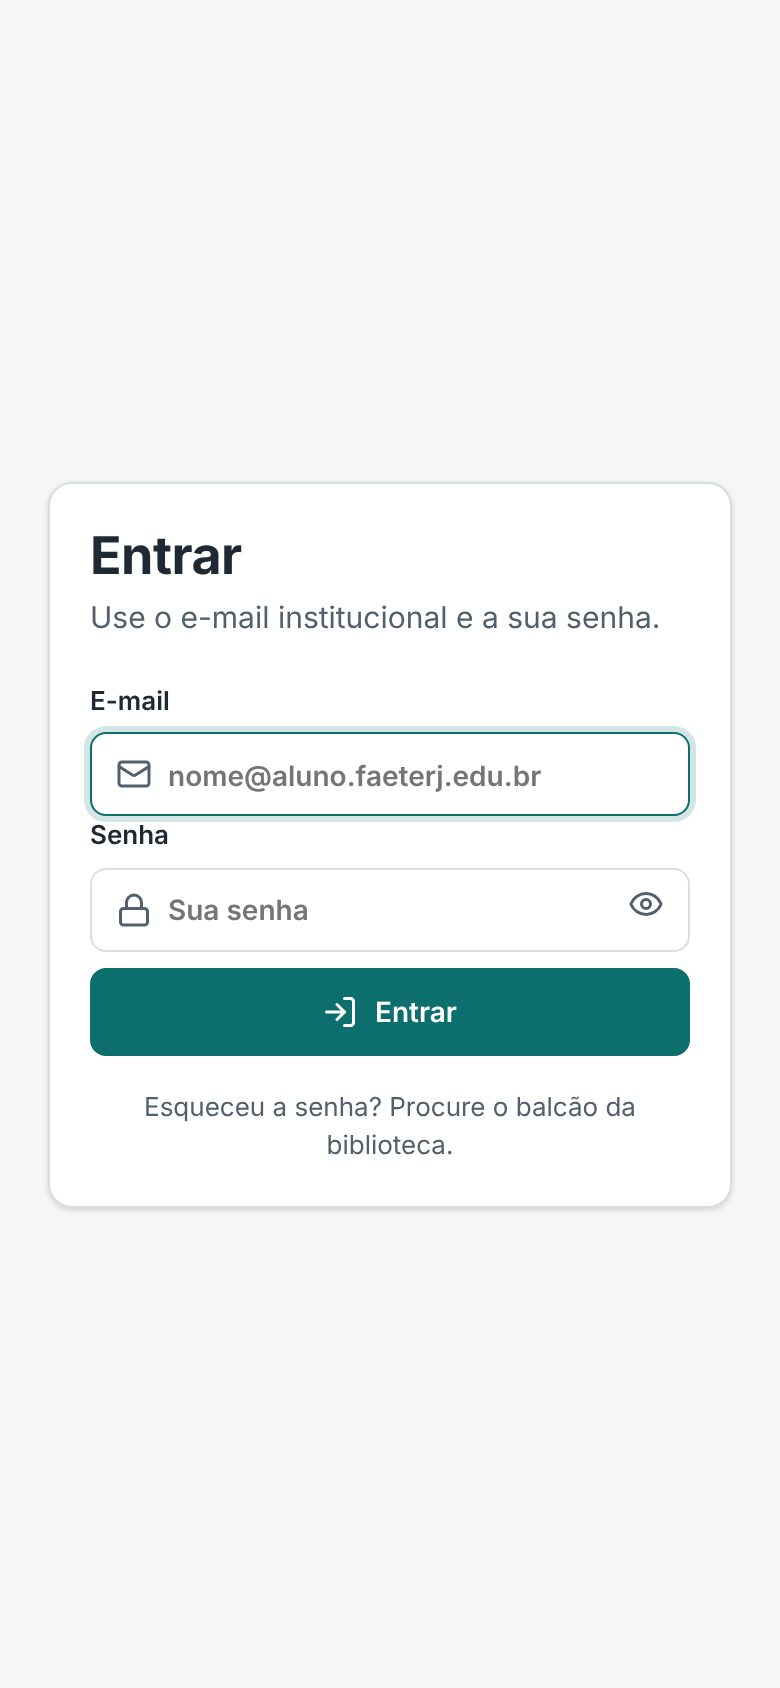 Entrar
Use o e-mail institucional e a sua senha.
E-mail
nome@aluno.faeterj.edu.br
Senha
Sua senha
Entrar
Esqueceu a senha? Procure o balcão da
biblioteca.